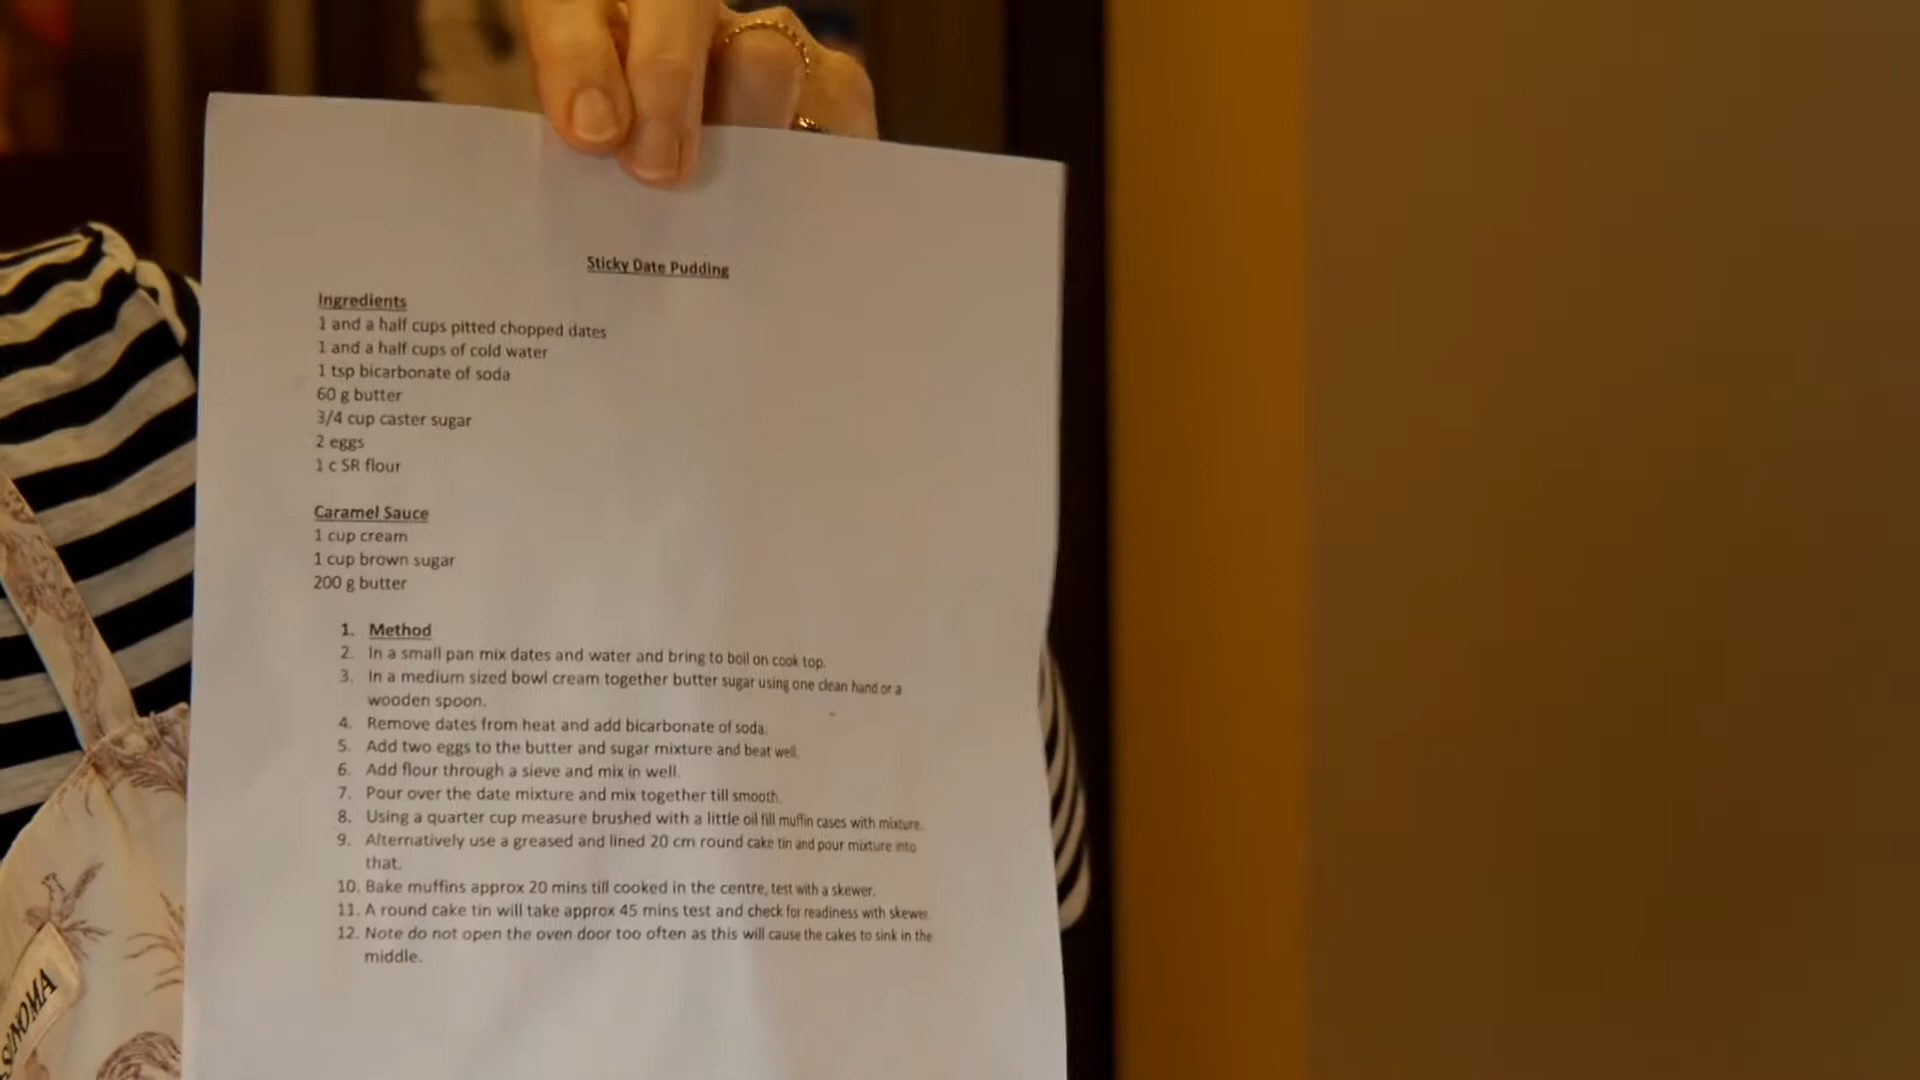 Sticky Date Pudding
Ingredients
1 and a half cups pitted chopped dates
1 and a half cups of cold water
1 tsp bicarbonate of soda
60 g butter
3/4 cup caster sugar
2 eggs
1 c SR flour
Caramel Sauce
1 cup cream
1 cup brown sugar
200 g butter
1. Method
2. In a small pan mix dates and water and bring to boil on cook top.
3. In a medium sized bowl cream together butter sugar using one clean hand or a
wooden spoon.
4. Remove dates from heat and add bicarbonate of soda.
5. Add two eggs to the butter and sugar mixture and beat well.
6. Add flour through a sieve and mix in well.
7. Pour over the date mixture and mix together till smooth.
8. Using a quarter cup measure brushed with a little oil fill muffin cases with mixture.
9. Alternatively use a greased and lined 20 cm round cake tin and pour mixture into
that.
10. Bake muffins approx 20 mins till cooked in the centre, test with a skewer.
11. A round cake tin will take approx 45 mins test and check for readiness with skewer.
12. Note do not open the oven door too often as this will cause the cakes to sink in the
middle.